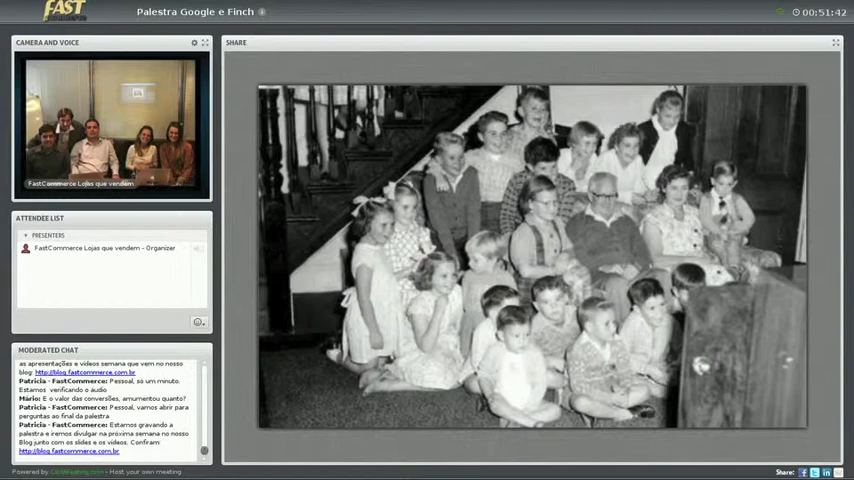 FAST
Palestra Google e Finch
00:51:42
CAMERA AND VOICE
SHARE
FastCommerce Lojas que vendem
ATTENDEE LIST
PRESENTERS
FastCommerce Lojas que vendem - Organizer
MODERATED CHAT
as apresentações e vídeos semana que vem no nosso
blog: http://blog.fastcommerce.com.br
Patricia - FastCommerce: Pessoal, só um minuto.
Estamos verificando o áudio
Mário: E o valor das conversões, amumentou quanto?
Patricia - FastCommerce: Pessoal, vamos abrir para
perguntas ao final da palestra
Patricia - FastCommerce: Estamos gravando a
palestra e iremos divulgar na próxima semana no nosso
Blog junto com os slides e os vídeos. Confiram:
http://blog.fastcommerce.com.br
Powered by ClickMeeting.com - Host your own meeting
Share: